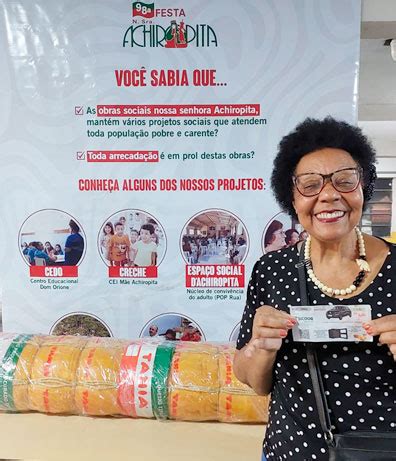 98ª FESTA
N. Sra
ACHIROPITA
VOCÊ SABIA QUE...
As obras sociais nossa senhora Achiropita,
mantém vários projetos sociais que atendem
toda população pobre e carente?
Toda arrecadação é em prol destas obras?
CONHEÇA ALGUNS DOS NOSSOS PROJETOS:
CEDO
Centro Educacional
Dom Orione
CRECHE
CEI Mãe Achiropita
ESPAÇO SOCIAL
D'ACHIROPITA
Núcleo de convivência
do adulto (POP Rua)
TANIA